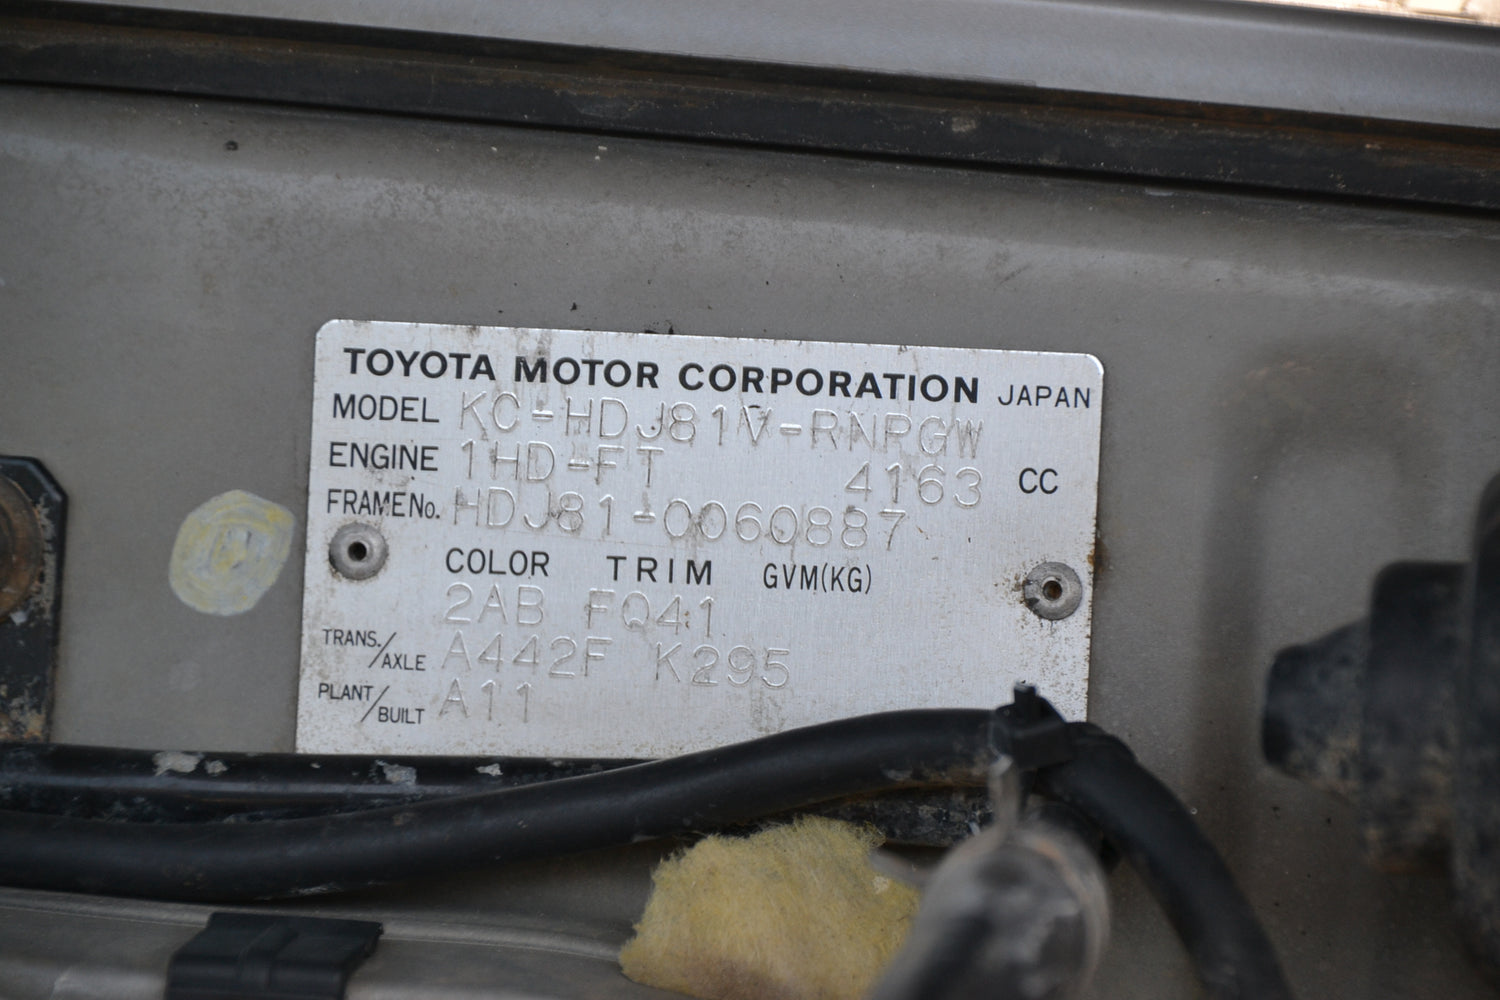 TOYOTA MOTOR CORPORATION JAPAN
MODEL KC-HDJ81V-RNPGW
ENGINE 1HD-FT 4163 CC
FRAME No. HDJ81-0060887
COLOR TRIM GVM(KG)
2AB FQ41
TRANS./AXLE A442F K295
PLANT/BUILT A11